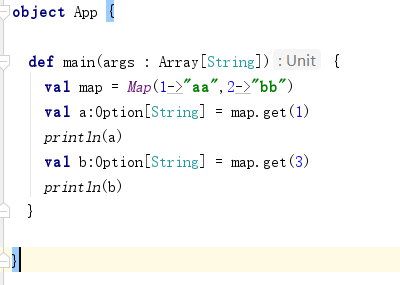 object App {
def main(args : Array[String]) : Unit {
val map = Map(1->"aa",2->"bb")
val a:Option[String] = map.get(1)
println(a)
val b:Option[String] = map.get(3)
println(b)
}
}